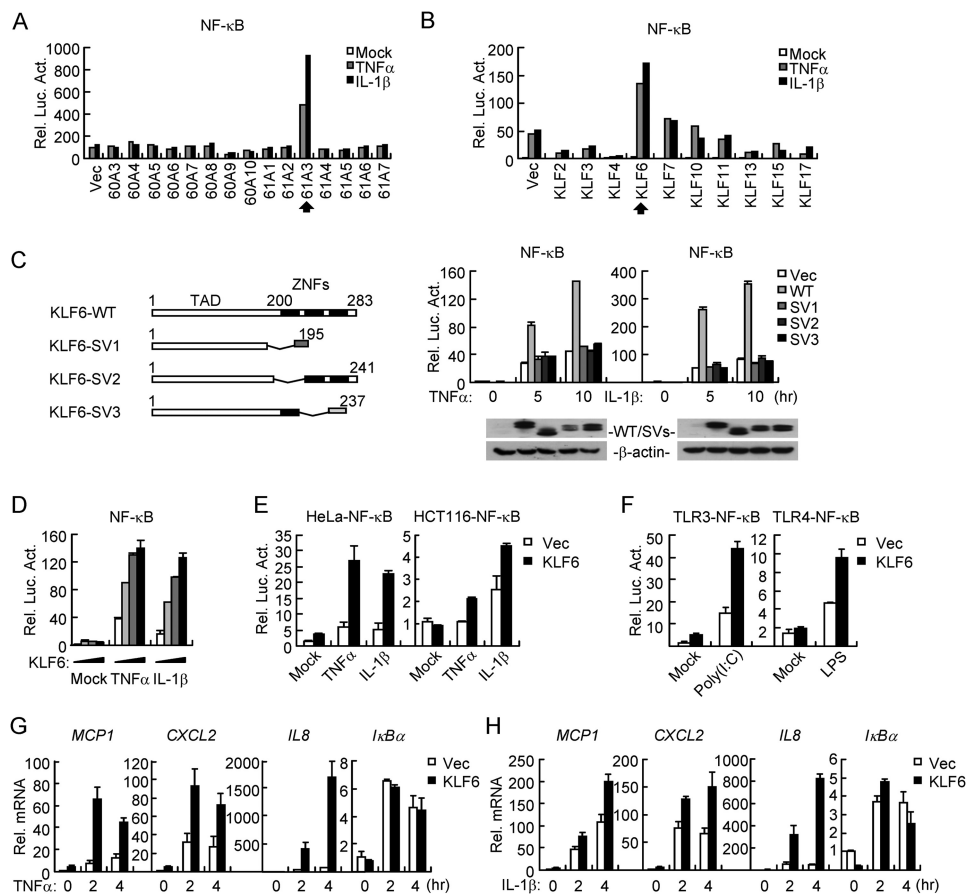 A
NF-κB
Rel. Luc. Act.
1000
800
600
400
200
0
Mock
TNFα
IL-1β
Vec 60A3 60A4 60A5 60A6 60A7 60A8 60A9 60A10 61A1 61A2 61A3 61A4 61A5 61A6 61A7
B
NF-κB
Rel. Luc. Act.
200
150
100
50
0
Mock
TNFα
IL-1β
Vec KLF2 KLF3 KLF4 KLF6 KLF7 KLF10 KLF11 KLF13 KLF15 KLF17
C
ZNFs
1 TAD 200 283
KLF6-WT
1 195
KLF6-SV1
1 241
KLF6-SV2
1 237
KLF6-SV3
NF-κB NF-κB
Rel. Luc. Act.
160
120
80
40
0
400
300
200
100
0
Vec
WT
SV1
SV2
SV3
TNFα: 0 5 10 IL-1β: 0 5 10 (hr)
-WT/SVs-
-β-actin-
D
NF-κB
Rel. Luc. Act.
160
120
80
40
0
KLF6:
Mock TNFα IL-1β
E
HeLa-NF-κB HCT116-NF-κB
Rel. Luc. Act.
35
30
25
20
15
10
5
0
5
4
3
2
1
0
Vec
KLF6
Mock TNFα IL-1β Mock TNFα IL-1β
F
TLR3-NF-κB TLR4-NF-κB
Rel. Luc. Act.
50
40
30
20
10
0
12
10
8
6
4
2
0
Vec
KLF6
Mock Poly(I:C) Mock LPS
G
MCP1 CXCL2 IL8 IκBα
Rel. mRNA
100
80
60
40
20
0
120
100
80
60
40
20
0
2000
1500
1000
500
0
8
6
4
2
0
Vec
KLF6
TNFα: 0 2 4 0 2 4 0 2 4 0 2 4 (hr)
H
MCP1 CXCL2 IL8 IκBα
Rel. mRNA
250
200
150
100
50
0
200
150
100
50
0
1000
800
600
400
200
0
6
5
4
3
2
1
0
Vec
KLF6
IL-1β: 0 2 4 0 2 4 0 2 4 0 2 4 (hr)